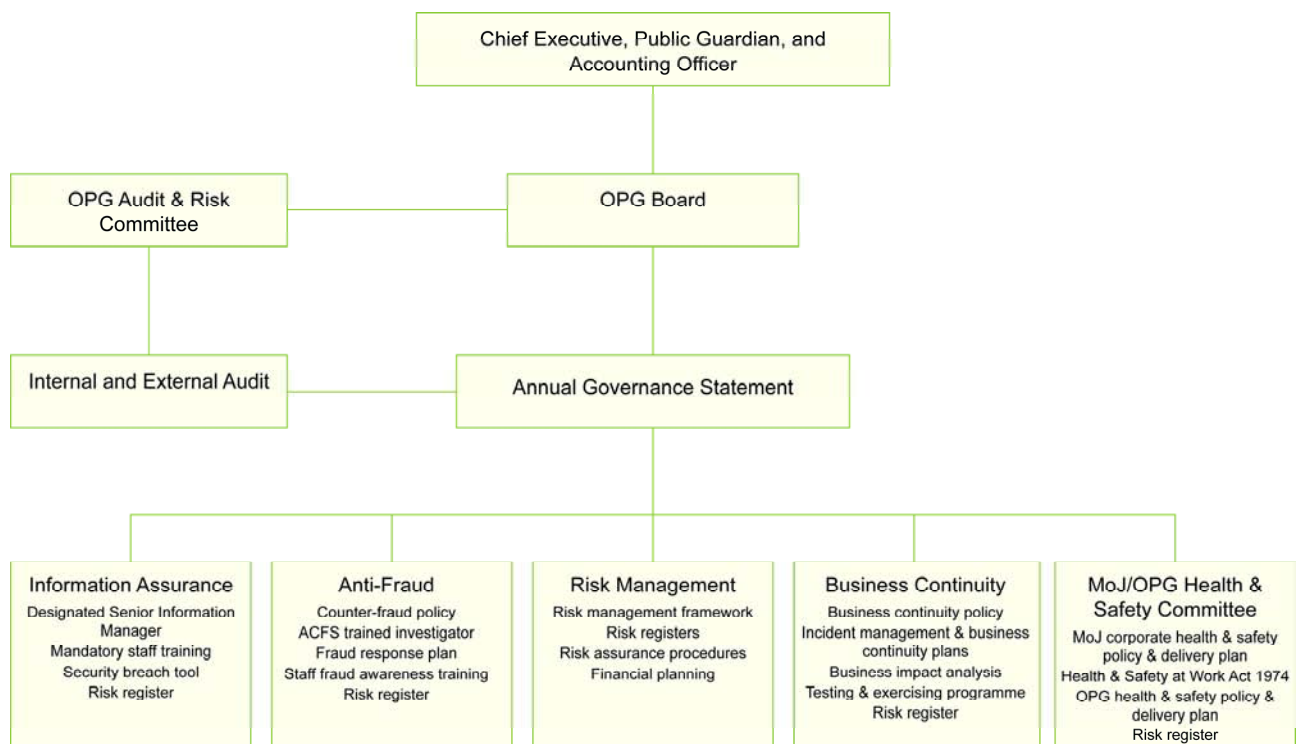 Chief Executive, Public Guardian, and
Accounting Officer
OPG Audit & Risk
Committee
OPG Board
Internal and External Audit
Annual Governance Statement
Information Assurance
Designated Senior Information
Manager
Mandatory staff training
Security breach tool
Risk register
Anti-Fraud
Counter-fraud policy
ACFS trained investigator
Fraud response plan
Staff fraud awareness training
Risk register
Risk Management
Risk management framework
Risk registers
Risk assurance procedures
Financial planning
Business Continuity
Business continuity policy
Incident management & business
continuity plans
Business impact analysis
Testing & exercising programme
Risk register
MoJ/OPG Health &
Safety Committee
MoJ corporate health & safety
policy & delivery plan
Health & Safety at Work Act 1974
OPG health & safety policy &
delivery plan
Risk register